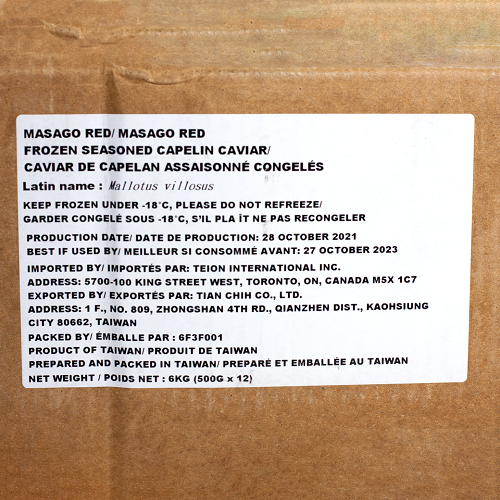 MASAGO RED/ MASAGO RED
FROZEN SEASONED CAPELIN CAVIAR/
CAVIAR DE CAPELAN ASSAISONNÉ CONGELÉS
Latin name : Mallotus villosus
KEEP FROZEN UNDER -18°C, PLEASE DO NOT REFREEZE/
GARDER CONGELÉ SOUS -18°C, S'IL PLA ÎT NE PAS RECONGELER
PRODUCTION DATE/ DATE DE PRODUCTION: 28 OCTOBER 2021
BEST IF USED BY/ MEILLEUR SI CONSOMMÉ AVANT: 27 OCTOBER 2023
IMPORTED BY/ IMPORTÉS PAR: TEION INTERNATIONAL INC.
ADDRESS: 5700-100 KING STREET WEST, TORONTO, ON, CANADA M5X 1C7
EXPORTED BY/ EXPORTÉS PAR: TIAN CHIH CO., LTD.
ADDRESS: 1 F., NO. 809, ZHONGSHAN 4TH RD., QIANZHEN DIST., KAOHSIUNG
CITY 80662, TAIWAN
PACKED BY/ ÉMBALLE PAR : 6F3F001
PRODUCT OF TAIWAN/ PRODUIT DE TAIWAN
PREPARED AND PACKED IN TAIWAN/ PREPARÉ ET EMBALLÉE AU TAIWAN
NET WEIGHT / POIDS NET : 6KG (500G x 12)